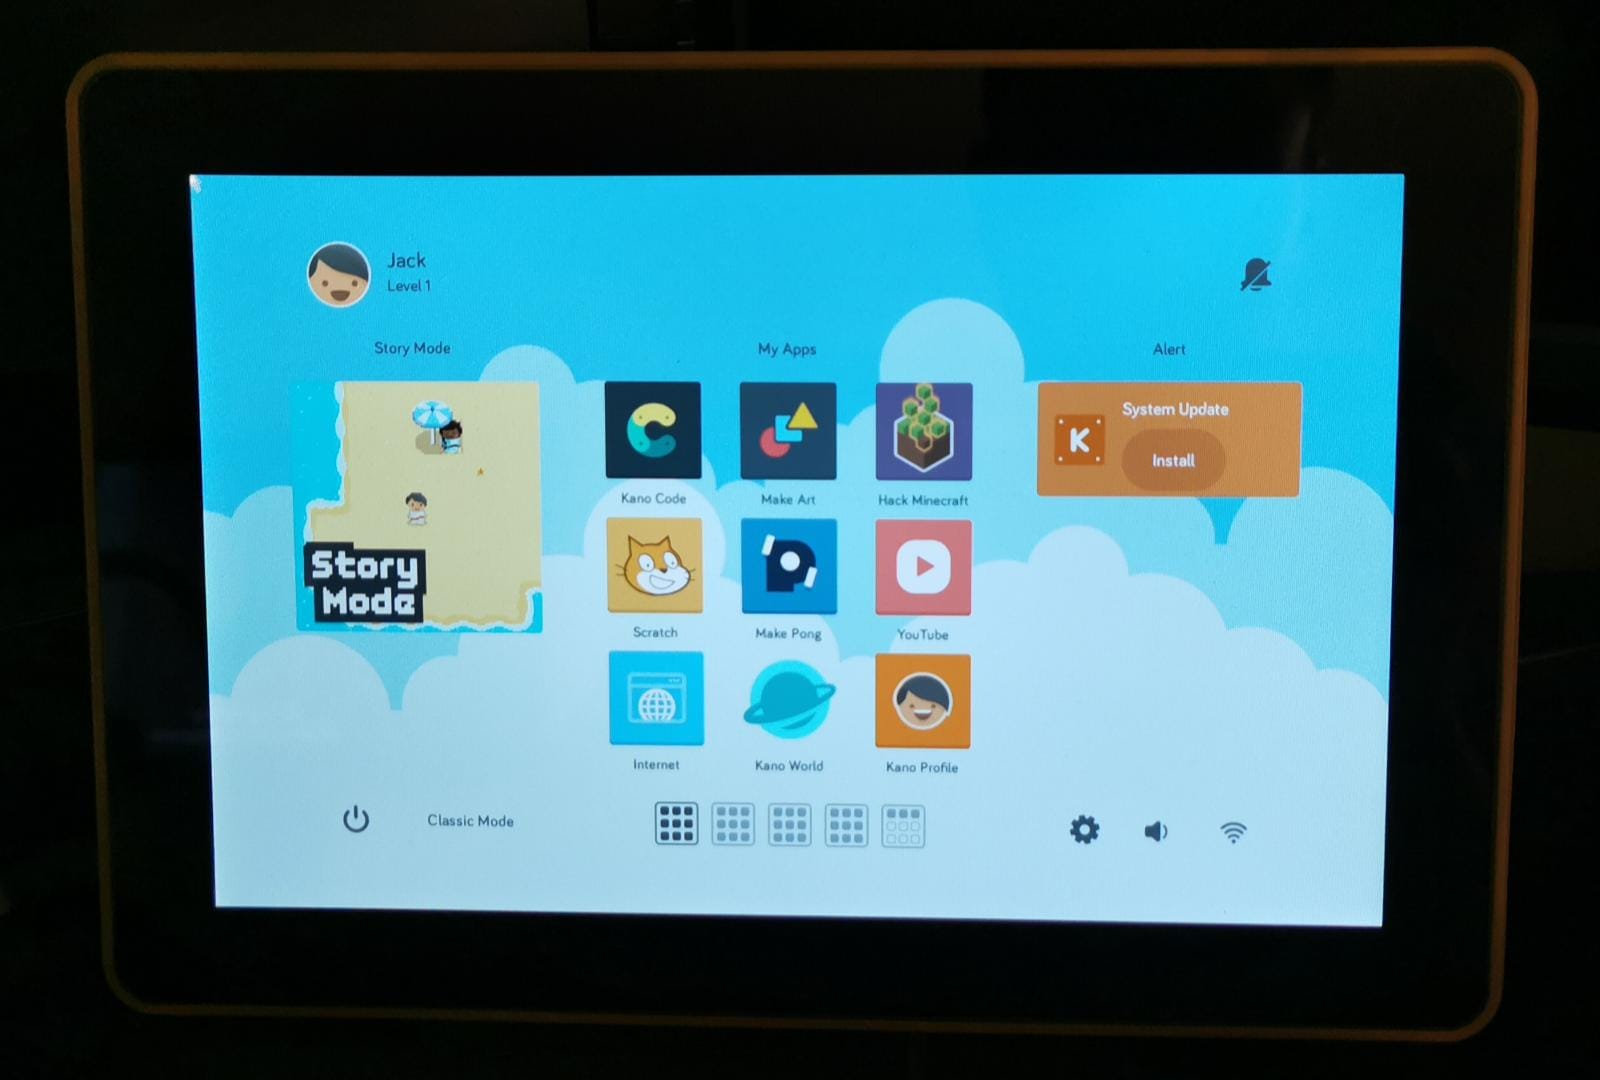 Jack
Level 1
Story Mode
My Apps
Alert
System Update
K
Install
Kano Code
Make Art
Hack Minecraft
Story
Mode
Scratch
Make Pong
YouTube
Internet
Kano World
Kano Profile
Classic Mode